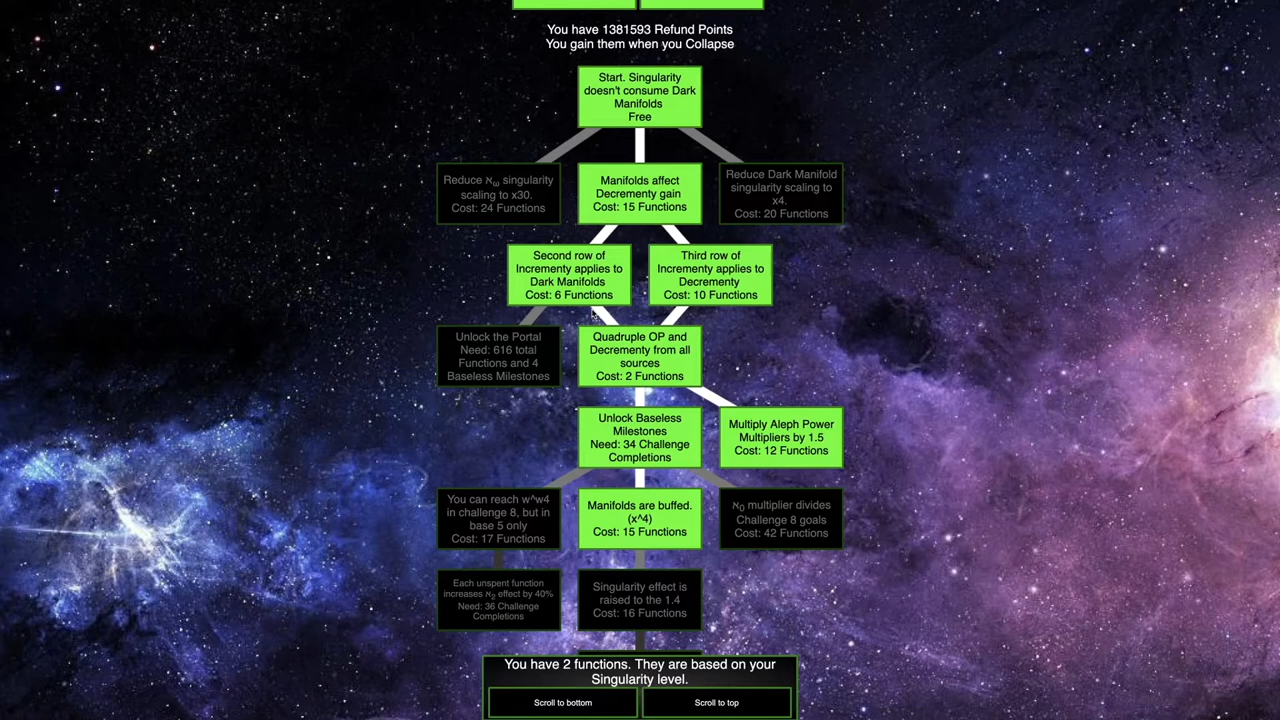 You have 1381593 Refund Points
You gain them when you Collapse
Start. Singularity
doesn't consume Dark
Manifolds
Free
Reduce ℵω singularity
scaling to x30.
Cost: 24 Functions
Manifolds affect
Decrementy gain
Cost: 15 Functions
Reduce Dark Manifold
singularity scaling to
x4.
Cost: 20 Functions
Second row of
Incrementy applies to
Dark Manifolds
Cost: 6 Functions
Third row of
Incrementy applies to
Decrementy
Cost: 10 Functions
Unlock the Portal
Need: 616 total
Functions and 4
Baseless Milestones
Quadruple OP and
Decrementy from all
sources
Cost: 2 Functions
Unlock Baseless
Milestones
Need: 34 Challenge
Completions
Multiply Aleph Power
Multipliers by 1.5
Cost: 12 Functions
You can reach w^w4
in challenge 8, but in
base 5 only
Cost: 17 Functions
Manifolds are buffed.
(x^4)
Cost: 15 Functions
ℵ0 multiplier divides
Challenge 8 goals
Cost: 42 Functions
Each unspent function
increases ℵ2 effect by 40%
Need: 36 Challenge
Completions
Singularity effect is
raised to the 1.4
Cost: 16 Functions
You have 2 functions. They are based on your
Singularity level.
Scroll to bottom
Scroll to top